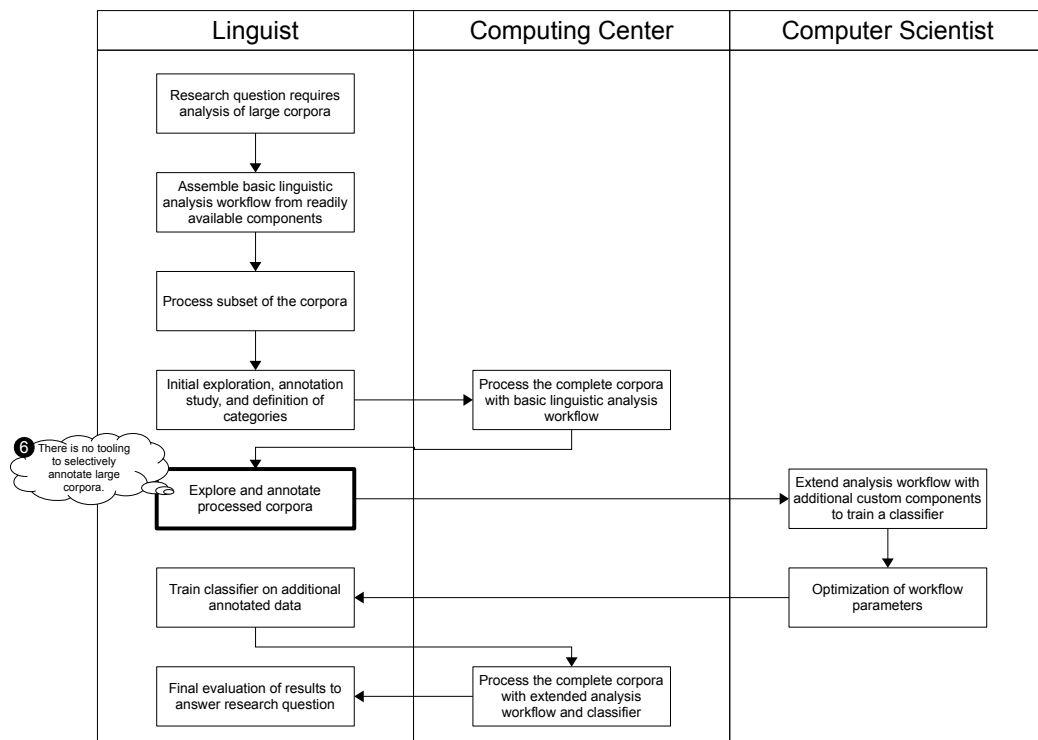 Linguist
Computing Center
Computer Scientist
Research question requires
analysis of large corpora
Assemble basic linguistic
analysis workflow from readily
available components
Process subset of the corpora
Initial exploration, annotation
study, and definition of
categories
Process the complete corpora
with basic linguistic analysis
workflow
6
There is no tooling
to selectively
annotate large
corpora.
Explore and annotate
processed corpora
Extend analysis workflow with
additional custom components
to train a classifier
Train classifier on additional
annotated data
Optimization of workflow
parameters
Final evaluation of results to
answer research question
Process the complete corpora
with extended analysis
workflow and classifier